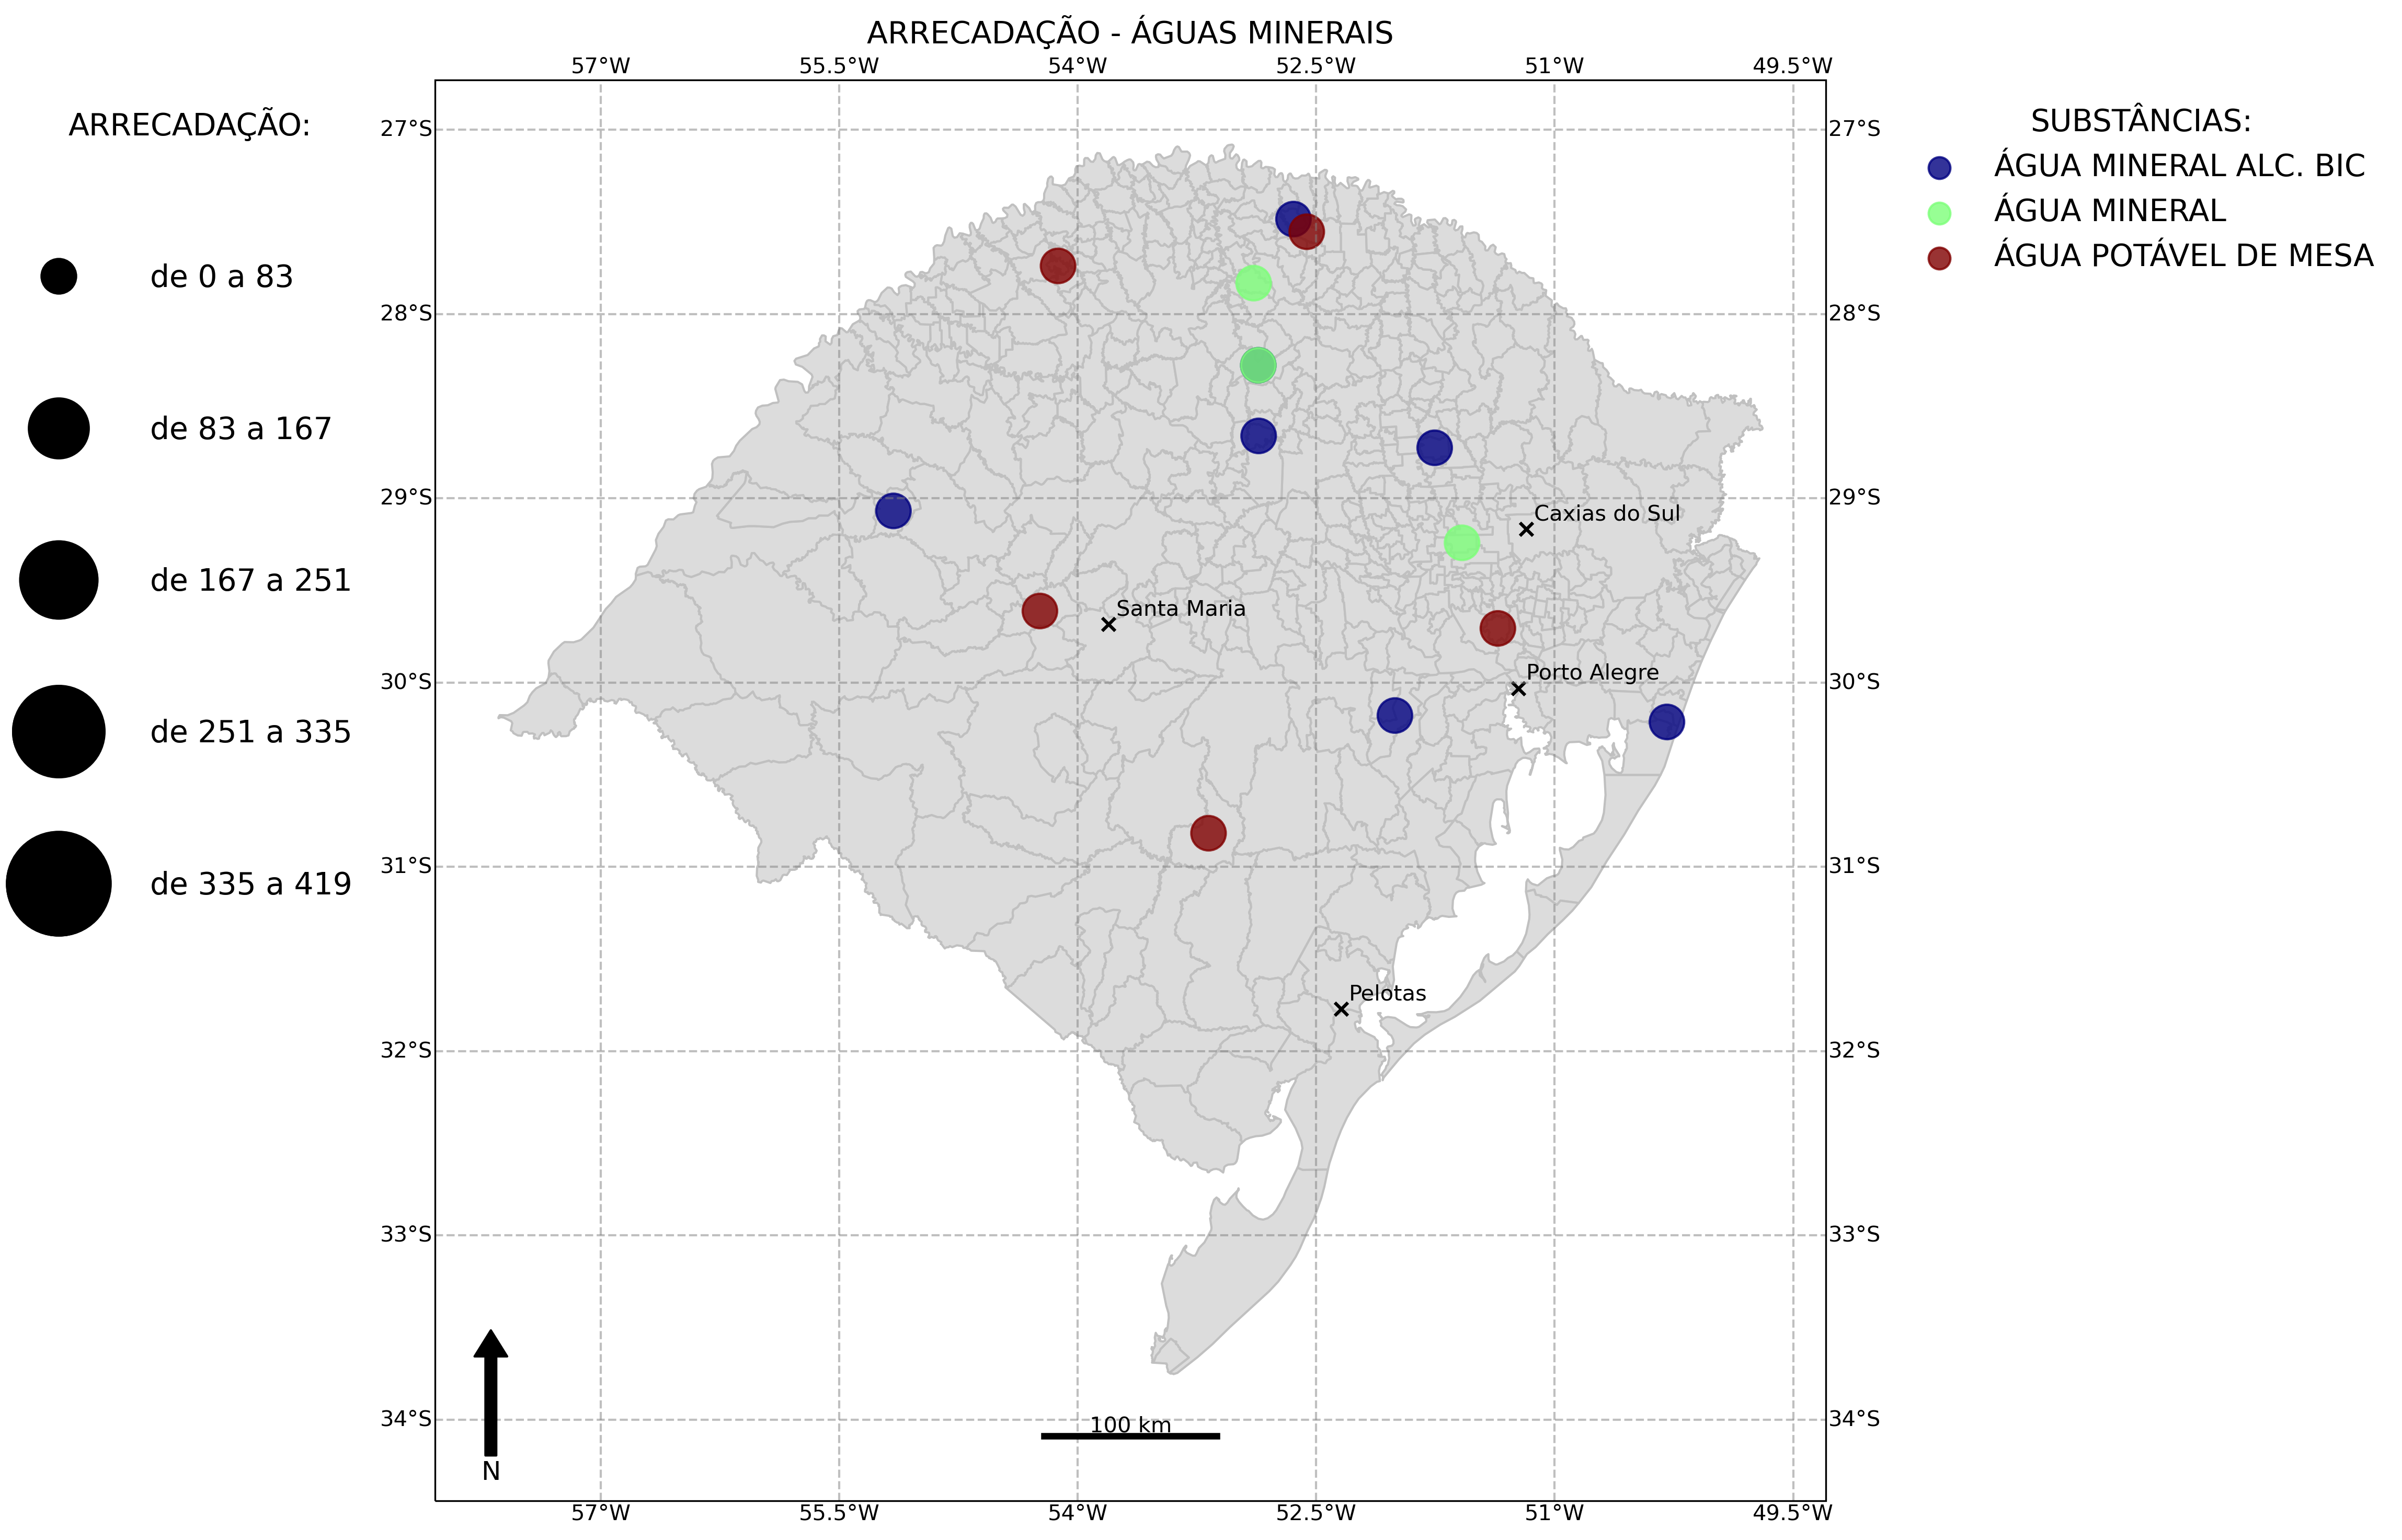 ARRECADAÇÃO - ÁGUAS MINERAIS
57°W 55.5°W 54°W 52.5°W 51°W 49.5°W
ARRECADAÇÃO:
de 0 a 83
de 83 a 167
de 167 a 251
de 251 a 335
de 335 a 419
27°S 27°S
28°S 28°S
29°S 29°S
30°S 30°S
31°S 31°S
32°S 32°S
33°S 33°S
34°S 34°S
Caxias do Sul
Santa Maria
Porto Alegre
Pelotas
100 km
N
57°W 55.5°W 54°W 52.5°W 51°W 49.5°W
SUBSTÂNCIAS:
ÁGUA MINERAL ALC. BIC
ÁGUA MINERAL
ÁGUA POTÁVEL DE MESA